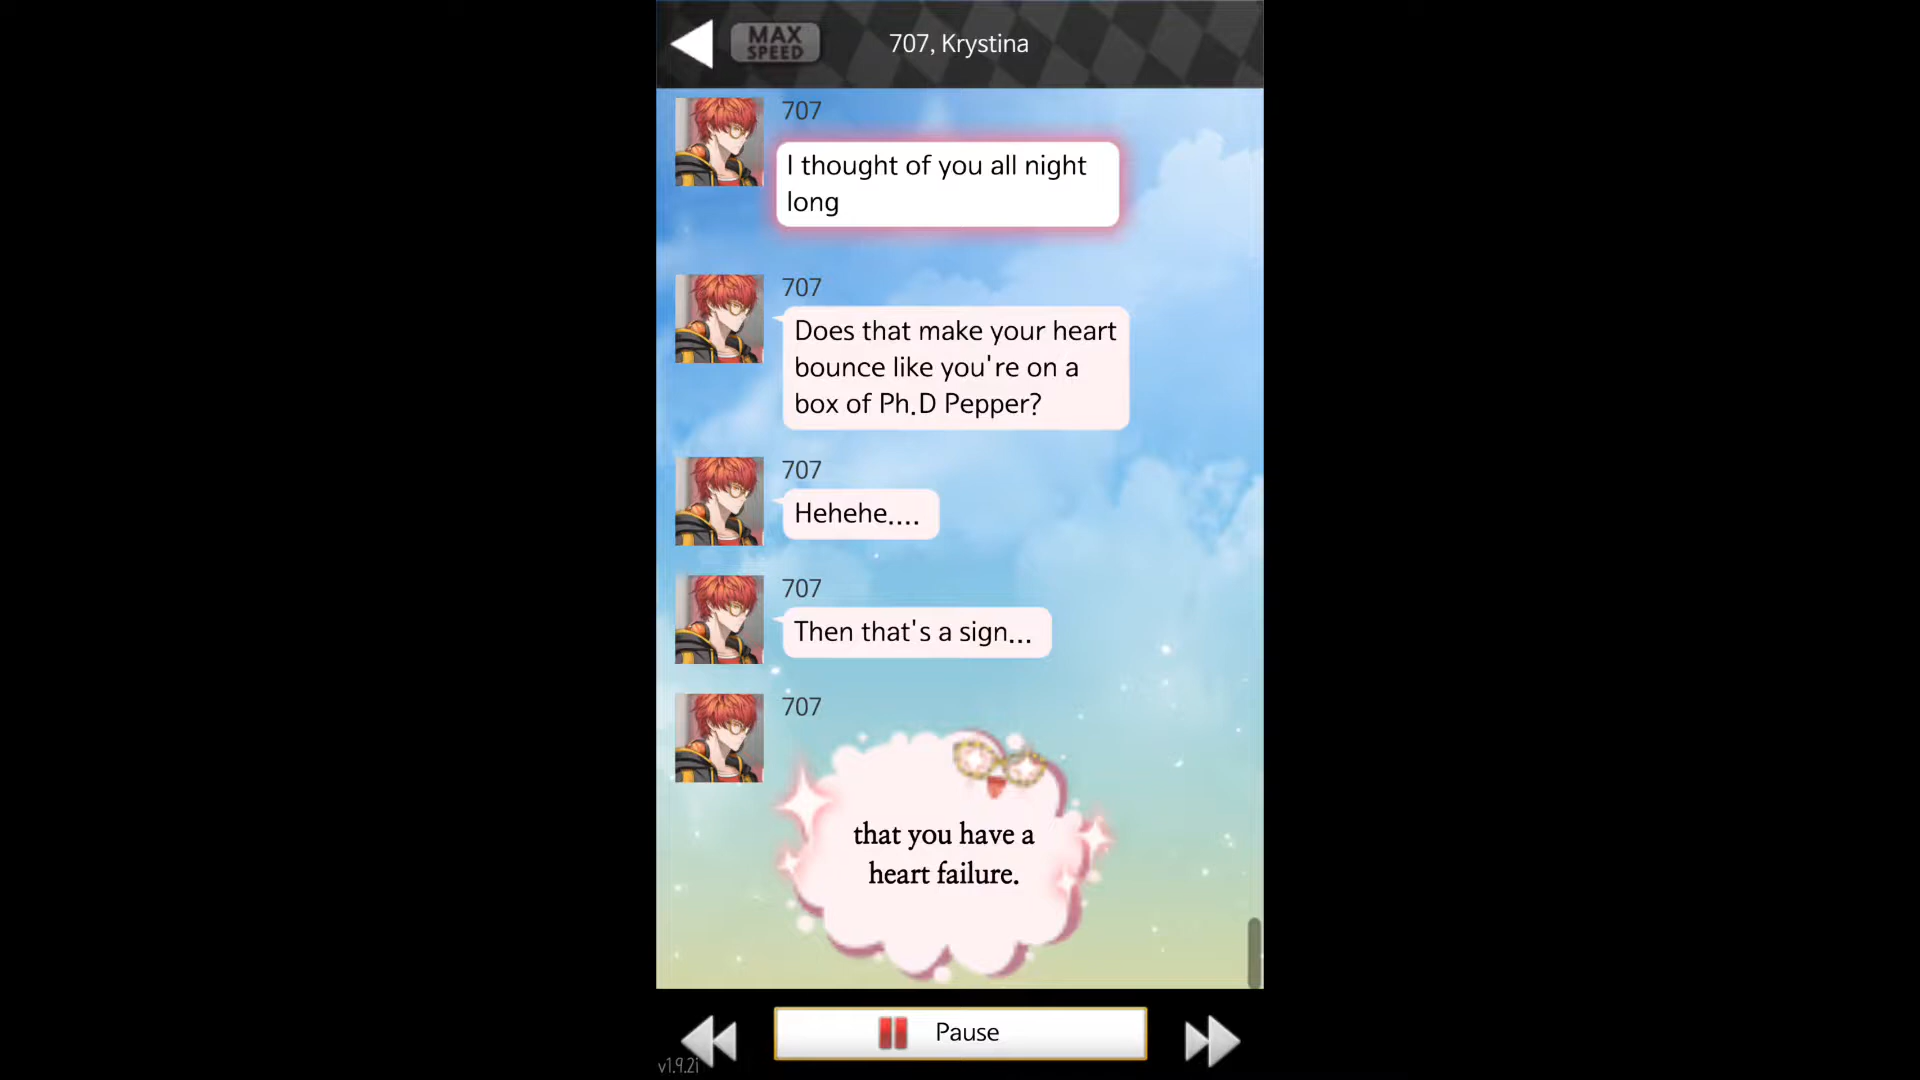 MAX
SPEED
707, Krystina
707
I thought of you all night
long
707
Does that make your heart
bounce like you're on a
box of Ph.D Pepper?
707
Hehehe....
707
Then that's a sign...
707
that you have a
heart failure.
Pause
v1.9.2i